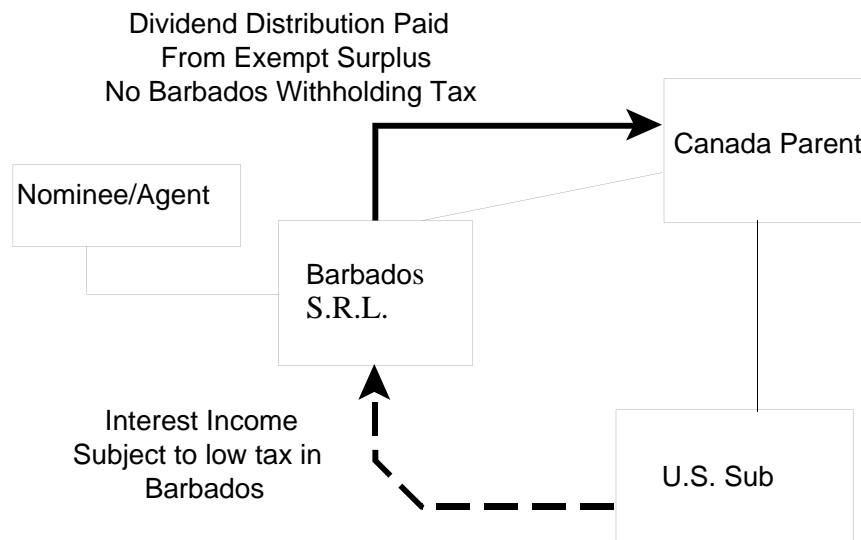 Dividend Distribution Paid
From Exempt Surplus
No Barbados Withholding Tax
Canada Parent
Nominee/Agent
Barbados
S.R.L.
Interest Income
Subject to low tax in
Barbados
U.S. Sub